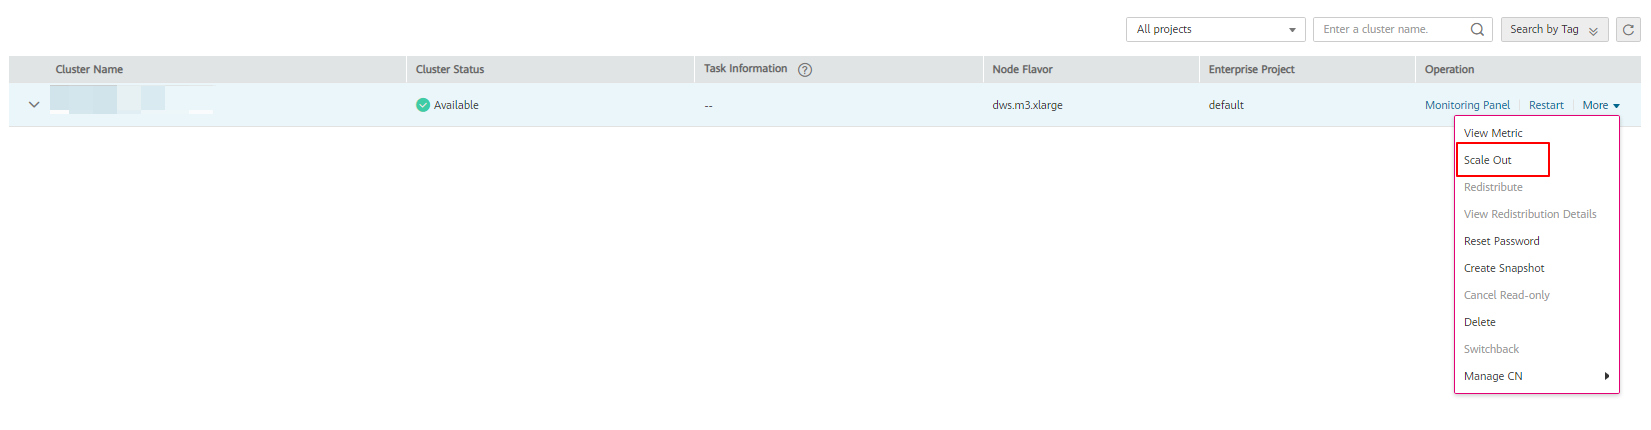 All projects Enter a cluster name. Search by Tag
Cluster Name Cluster Status Task Information ? Node Flavor Enterprise Project Operation
Available -- dws.m3.xlarge default Monitoring Panel Restart More
View Metric
Scale Out
Redistribute
View Redistribution Details
Reset Password
Create Snapshot
Cancel Read-only
Delete
Switchback
Manage CN